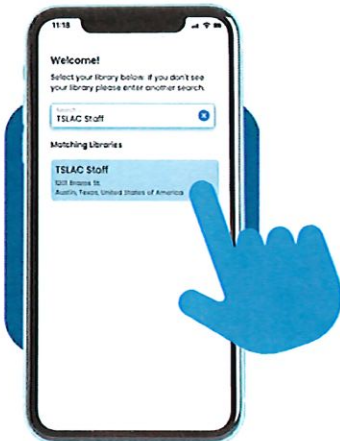 11:18
Welcome!
Select your library below. If you don't see
your library please enter another search.
Search
TSLAC Staff
Matching Libraries
TSLAC Staff
1201 Brazos St.
Austin, Texas, United States of America